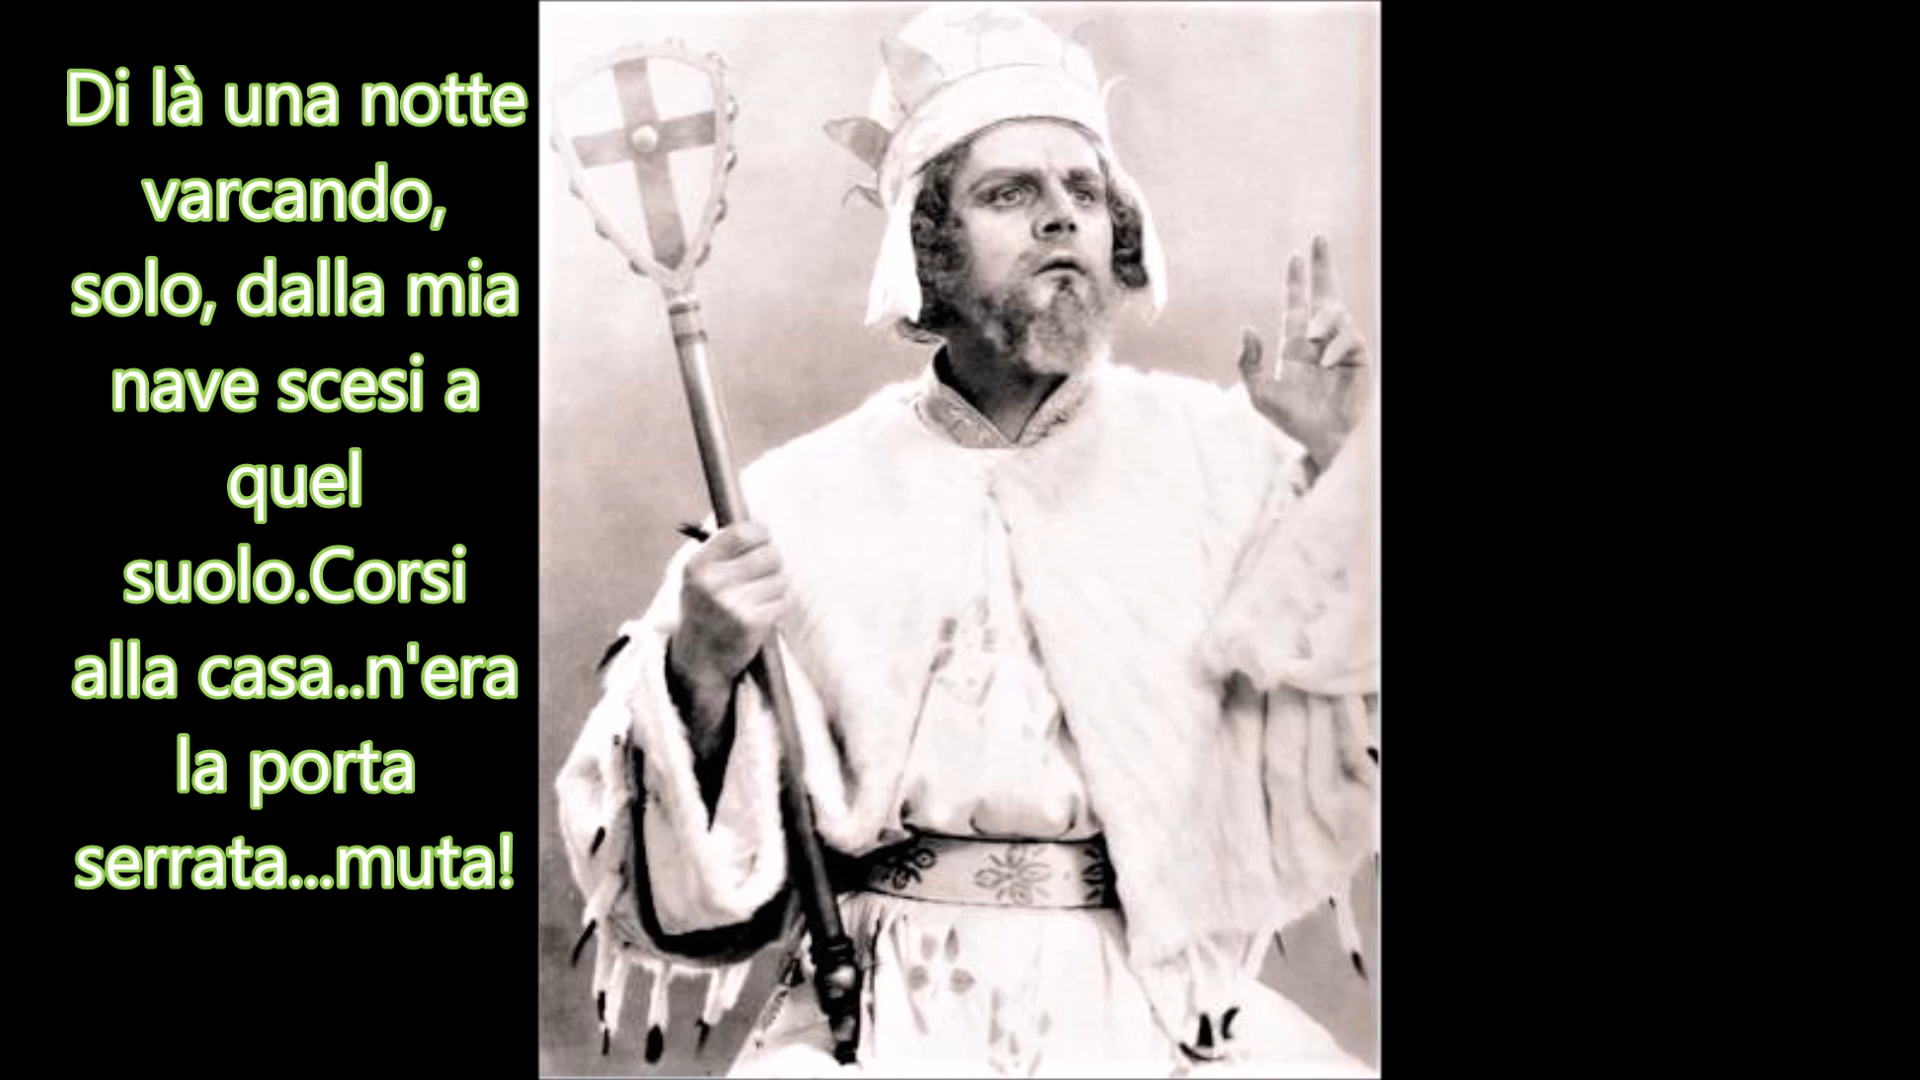 Di là una notte
varcando,
solo, dalla mia
nave scesi a
quel
suolo.Corsi
alla casa..n'era
la porta
serrata...muta!